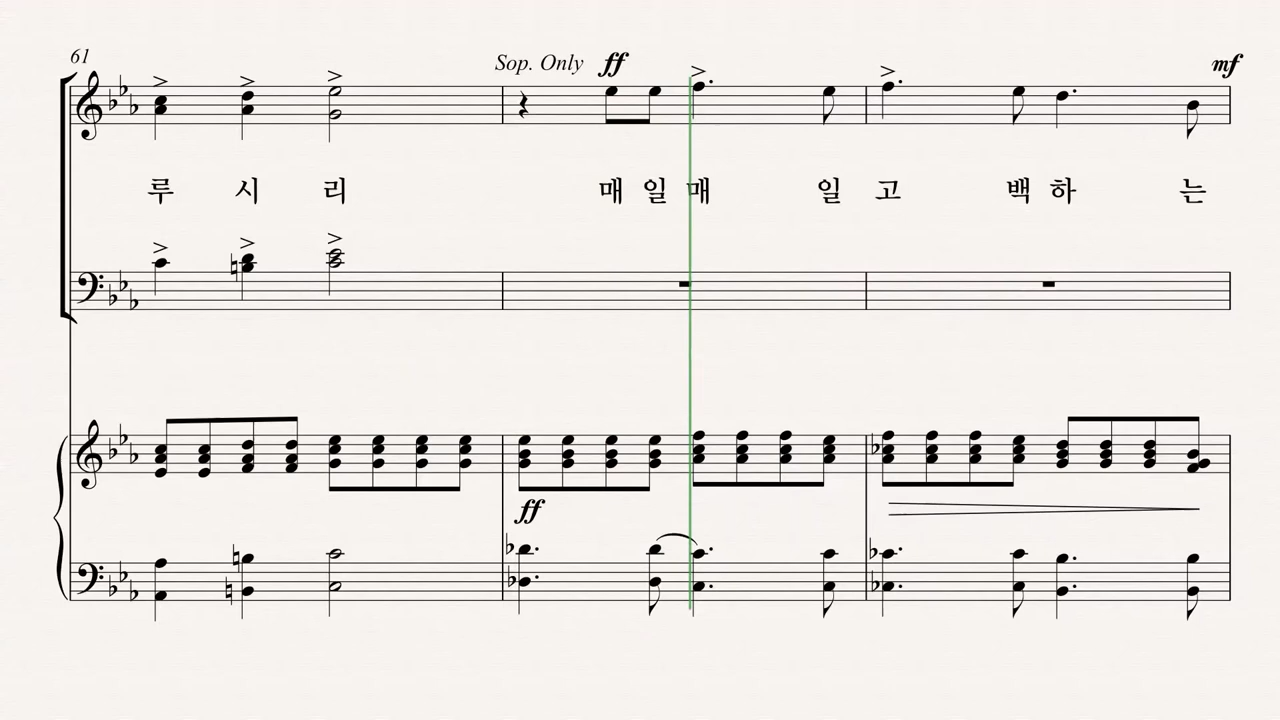 61
Sop. Only ff
mf
루 시 리 매 일 매 일 고 백 하 는
ff